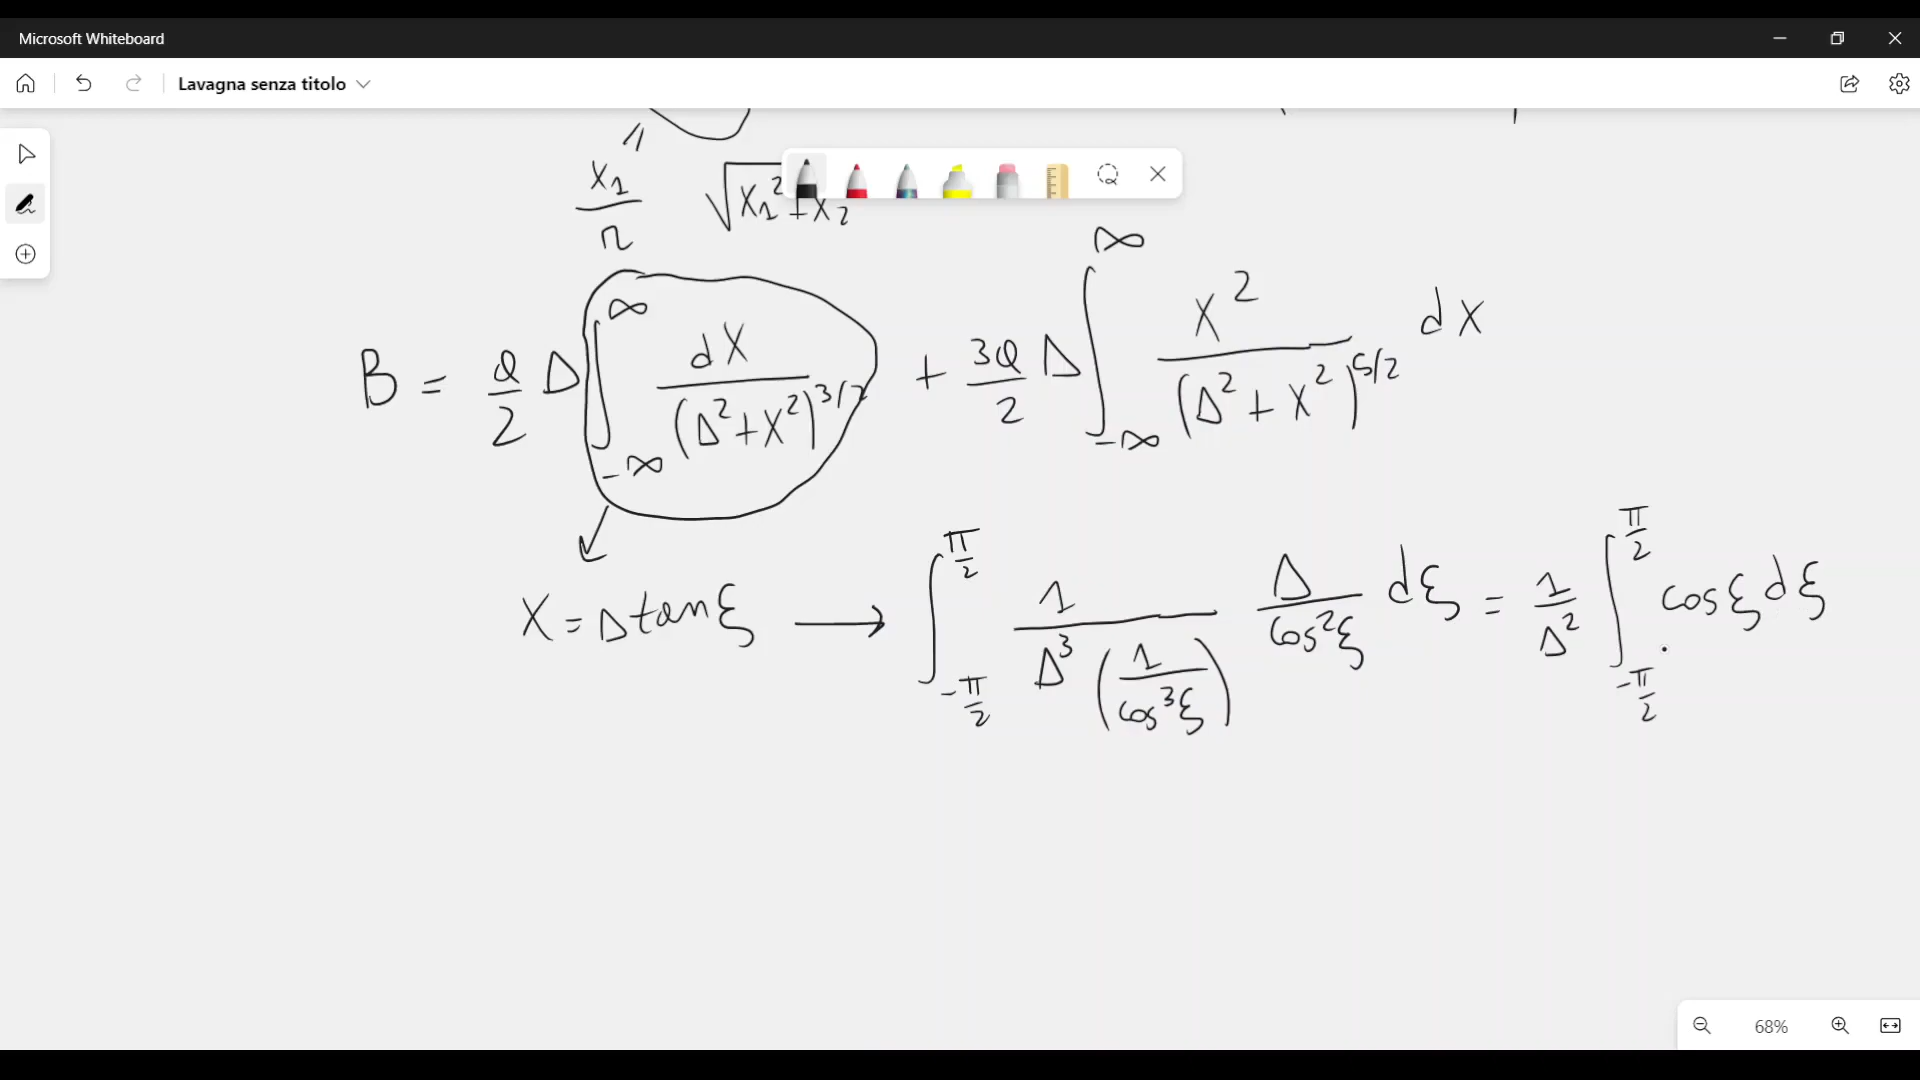 Microsoft Whiteboard
Lavagna senza titolo
x₁/r √(x₁²+x₂
B = Q/2 Δ ∫_{-∞}^{∞} dX/(Δ²+X²)^{3/2} + 3Q/2 Δ ∫_{-∞}^{∞} X²/(Δ²+X²)^{5/2} dX
X = Δ tan ξ ⟶ ∫_{-π/2}^{π/2} 1/(Δ³(1/cos³ξ)) Δ/cos²ξ dξ = 1/Δ² ∫_{-π/2}^{π/2} cos ξ dξ
68%